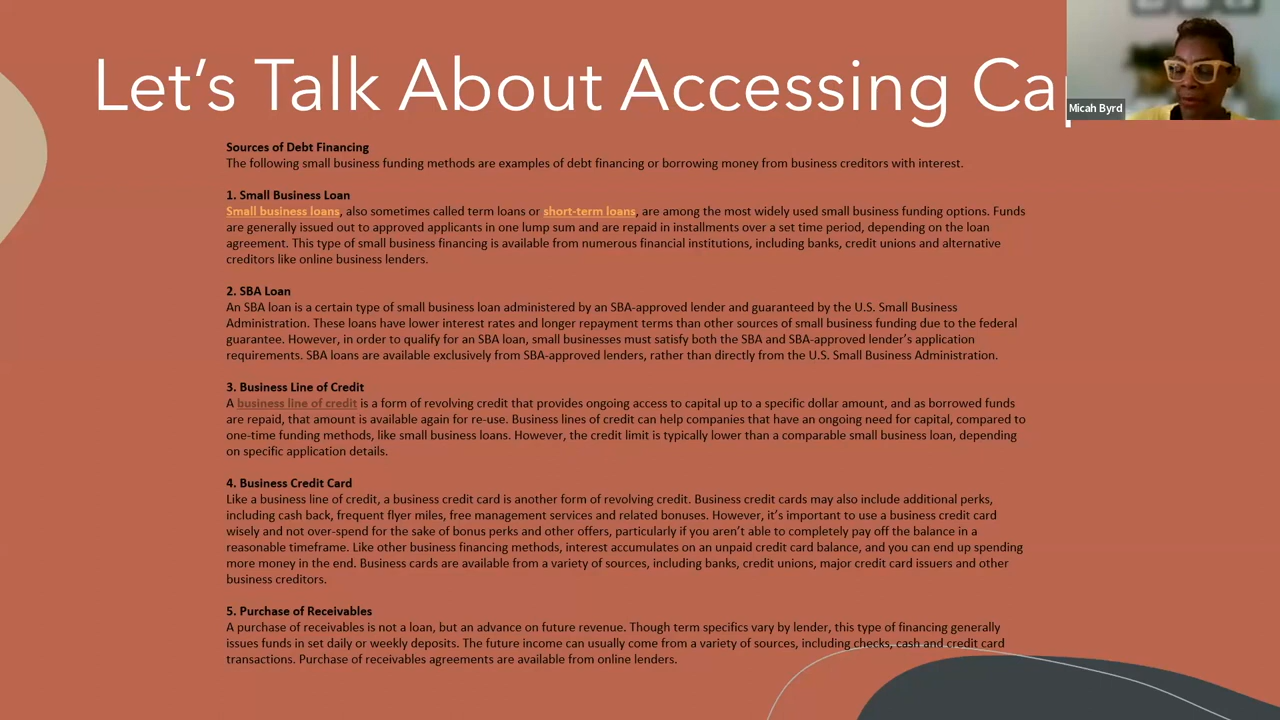 Let's Talk About Accessing Cap
Micah Byrd
Sources of Debt Financing
The following small business funding methods are examples of debt financing or borrowing money from business creditors with interest.
1. Small Business Loan
Small business loans, also sometimes called term loans or short-term loans, are among the most widely used small business funding options. Funds
are generally issued out to approved applicants in one lump sum and are repaid in installments over a set time period, depending on the loan
agreement. This type of small business financing is available from numerous financial institutions, including banks, credit unions and alternative
creditors like online business lenders.
2. SBA Loan
An SBA loan is a certain type of small business loan administered by an SBA-approved lender and guaranteed by the U.S. Small Business
Administration. These loans have lower interest rates and longer repayment terms than other sources of small business funding due to the federal
guarantee. However, in order to qualify for an SBA loan, small businesses must satisfy both the SBA and SBA-approved lender's application
requirements. SBA loans are available exclusively from SBA-approved lenders, rather than directly from the U.S. Small Business Administration.
3. Business Line of Credit
A business line of credit is a form of revolving credit that provides ongoing access to capital up to a specific dollar amount, and as borrowed funds
are repaid, that amount is available again for re-use. Business lines of credit can help companies that have an ongoing need for capital, compared to
one-time funding methods, like small business loans. However, the credit limit is typically lower than a comparable small business loan, depending
on specific application details.
4. Business Credit Card
Like a business line of credit, a business credit card is another form of revolving credit. Business credit cards may also include additional perks,
including cash back, frequent flyer miles, free management services and related bonuses. However, it's important to use a business credit card
wisely and not over-spend for the sake of bonus perks and other offers, particularly if you aren't able to completely pay off the balance in a
reasonable timeframe. Like other business financing methods, interest accumulates on an unpaid credit card balance, and you can end up spending
more money in the end. Business cards are available from a variety of sources, including banks, credit unions, major credit card issuers and other
business creditors.
5. Purchase of Receivables
A purchase of receivables is not a loan, but an advance on future revenue. Though term specifics vary by lender, this type of financing generally
issues funds in set daily or weekly deposits. The future income can usually come from a variety of sources, including checks, cash and credit card
transactions. Purchase of receivables agreements are available from online lenders.